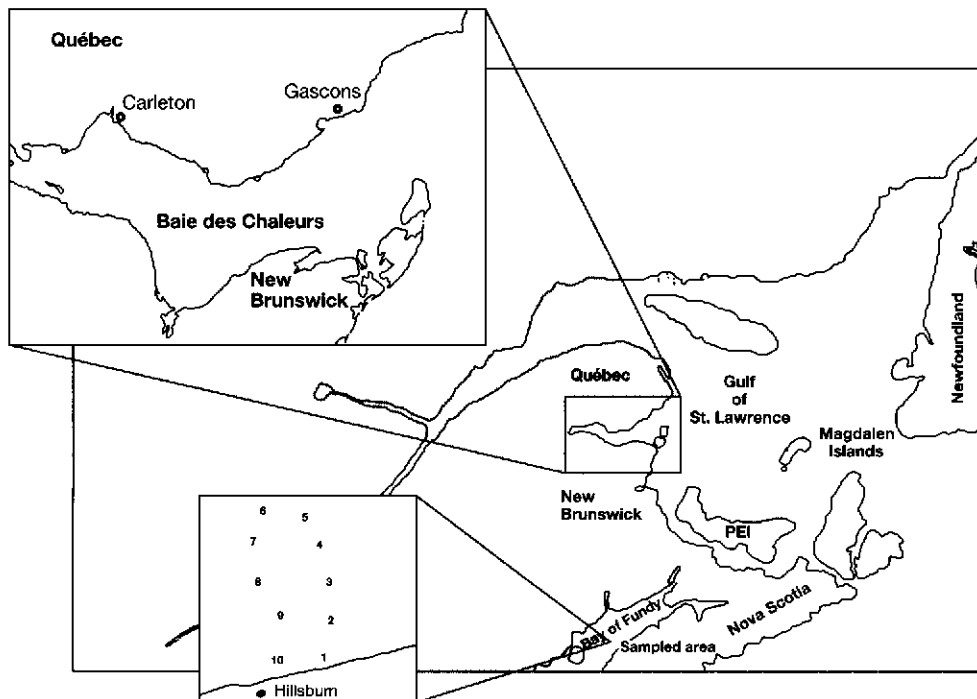 Québec
Gascons
Carleton
Baie des Chaleurs
New
Brunswick
Québec
Gulf
of
St. Lawrence
Newfoundland
Magdalen
Islands
New
Brunswick
PEI
Nova Scotia
Bay of Fundy
Sampled area
6 5
7 4
8 3
9 2
10 1
Hillsburn